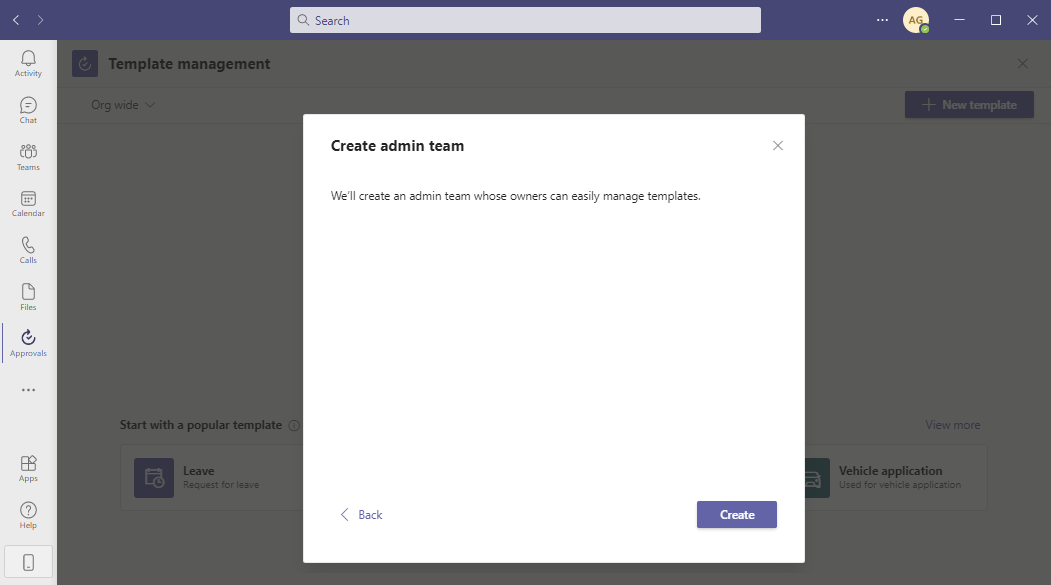 Search
AG
Activity
Chat
Teams
Calendar
Calls
Files
Approvals
Apps
Help
Template management
Org wide
New template
Create admin team
We'll create an admin team whose owners can easily manage templates.
Start with a popular template
View more
Leave
Request for leave
Vehicle application
Used for vehicle application
Back
Create